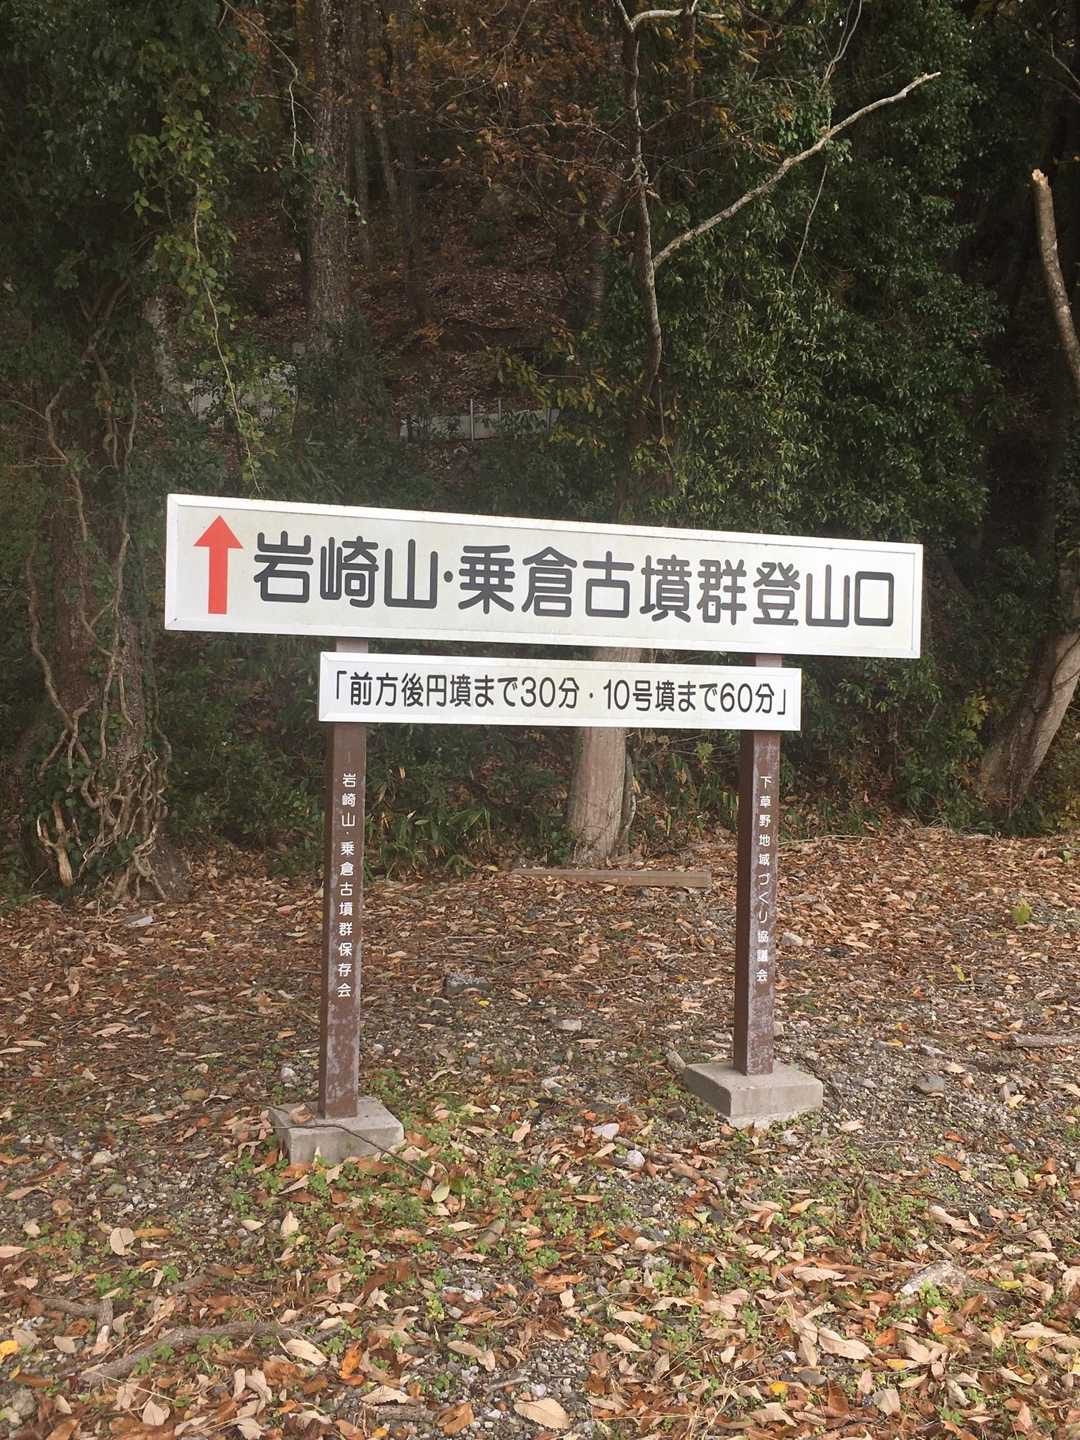 岩崎山・乗倉古墳群登山口
「前方後円墳まで30分・10号墳まで60分」
岩崎山・乗倉古墳群保存会
下草野地域づくり協議会